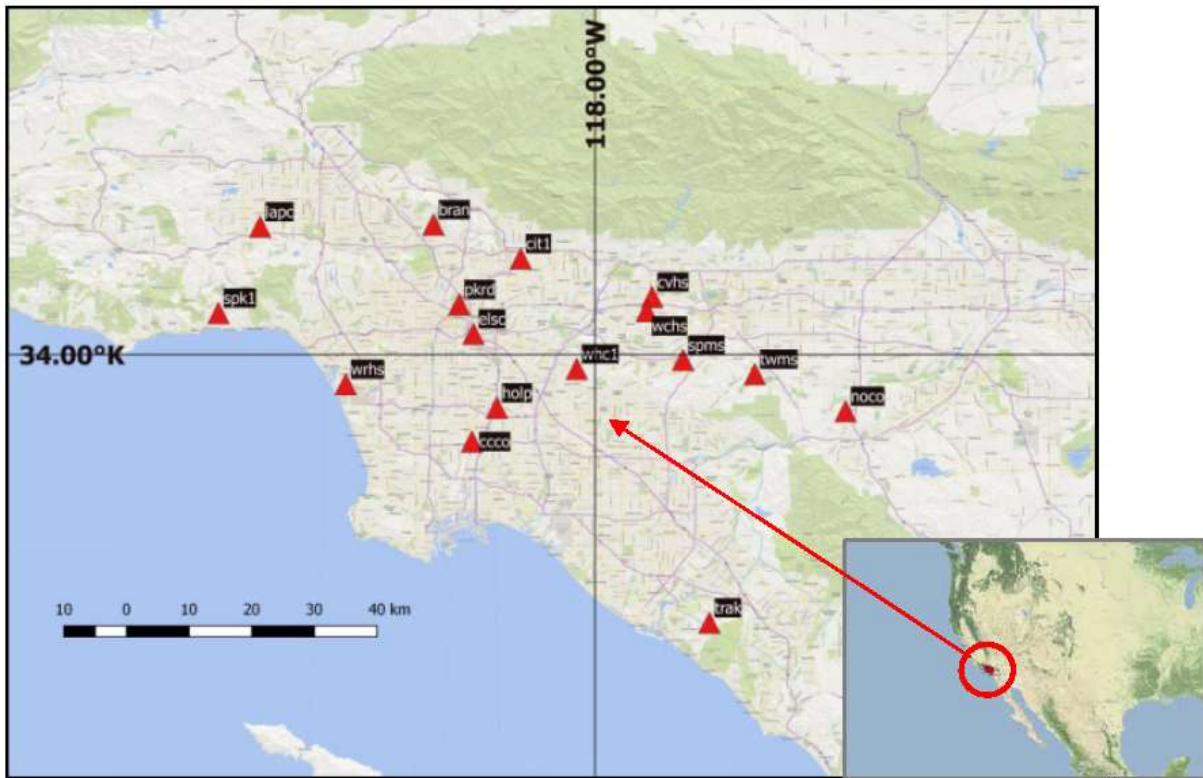 118.00°W
lapc
bran
cit1
cvhs
pkrd
spk1
elsc
wchs
34.00°K
whc1
spms
twms
wrhs
holp
noco
ccco
10 0 10 20 30 40 km
trak